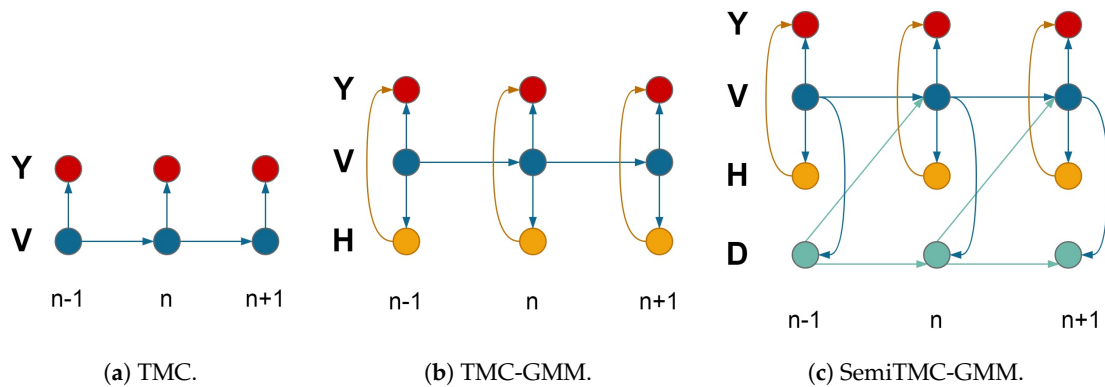 Y
V
n-1 n n+1
(a) TMC.
Y
V
H
n-1 n n+1
(b) TMC-GMM.
Y
V
H
D
n-1 n n+1
(c) SemiTMC-GMM.